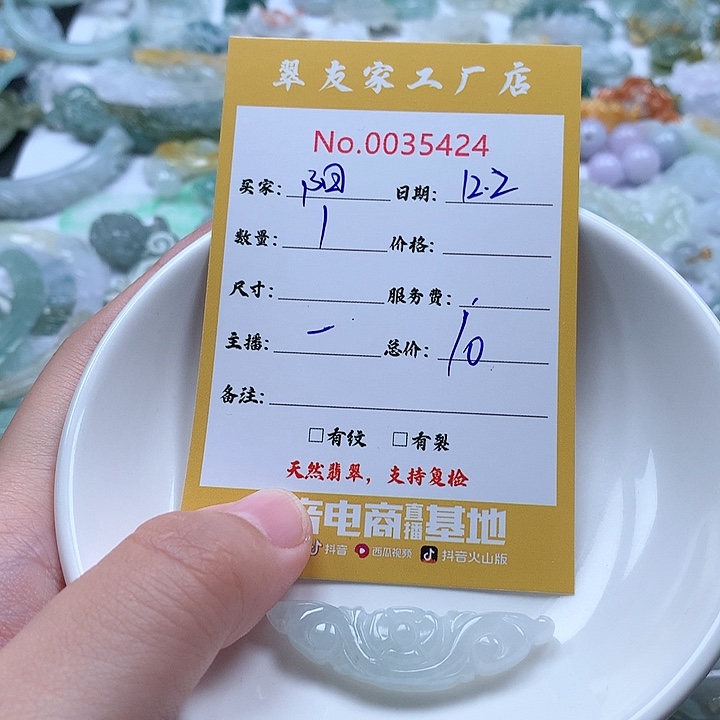 翠友家工厂店
No.0035424
买家: 日期: 12.2
数量: 1 价格:
尺寸: 服务费:
主播: 一 总价: 10
备注:
□有纹 □有裂
天然翡翠，支持复检
音电商直播基地
抖音 西瓜视频 抖音火山版